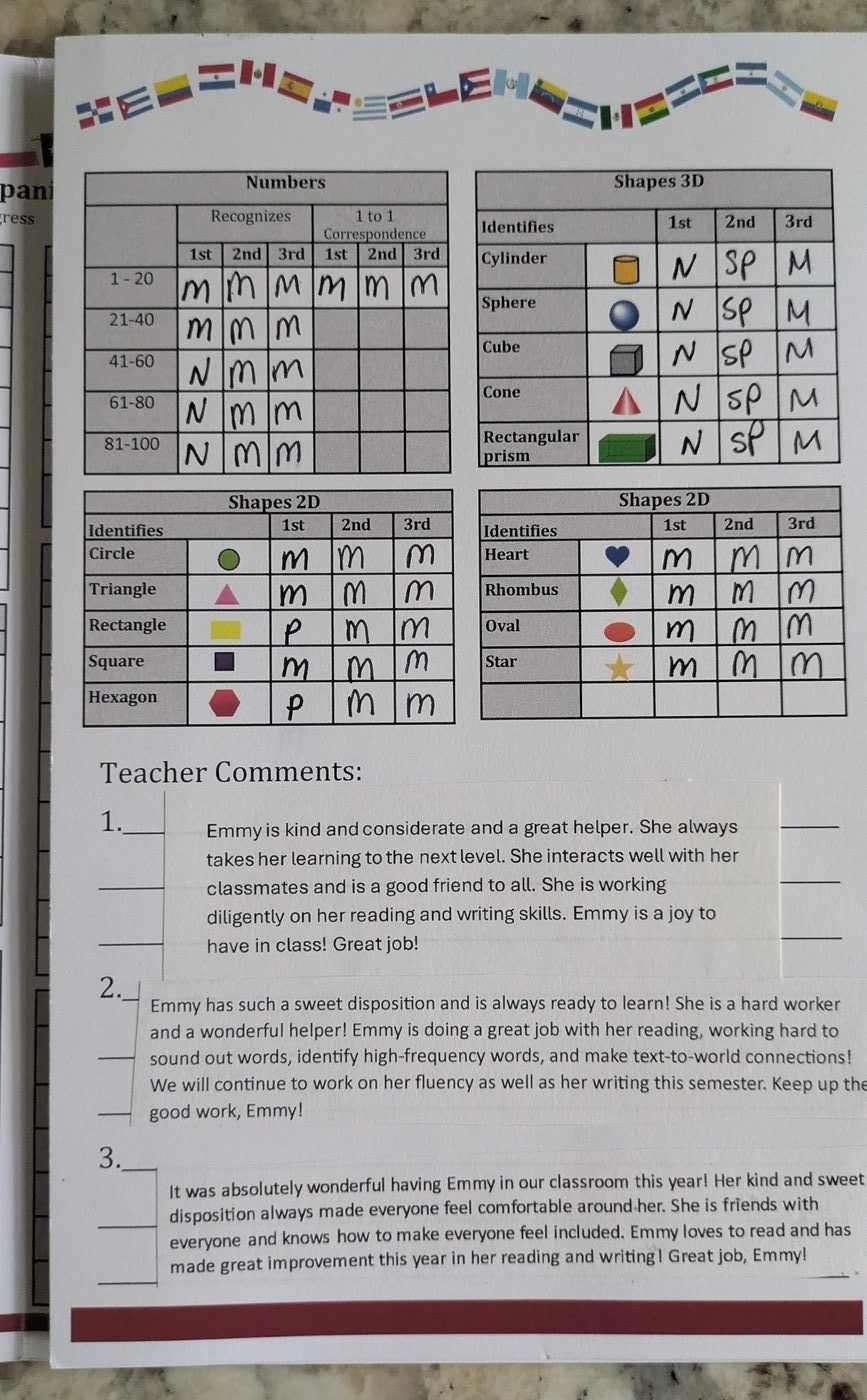 pani
ress
Numbers
Recognizes 1 to 1 Correspondence
1st 2nd 3rd 1st 2nd 3rd
1 - 20 M M M M M M
21-40 M M M
41-60 N M M
61-80 N M M
81-100 N M M
Shapes 3D
Identifies 1st 2nd 3rd
Cylinder N SP M
Sphere N SP M
Cube N SP M
Cone N SP M
Rectangular prism N SP M
Shapes 2D
Identifies 1st 2nd 3rd
Circle M M M
Triangle M M M
Rectangle P M M
Square M M M
Hexagon P M M
Shapes 2D
Identifies 1st 2nd 3rd
Heart M M M
Rhombus M M M
Oval M M M
Star M M M
Teacher Comments:
1.
Emmy is kind and considerate and a great helper. She always
takes her learning to the next level. She interacts well with her
classmates and is a good friend to all. She is working
diligently on her reading and writing skills. Emmy is a joy to
have in class! Great job!
2.
Emmy has such a sweet disposition and is always ready to learn! She is a hard worker
and a wonderful helper! Emmy is doing a great job with her reading, working hard to
sound out words, identify high-frequency words, and make text-to-world connections!
We will continue to work on her fluency as well as her writing this semester. Keep up the
good work, Emmy!
3.
It was absolutely wonderful having Emmy in our classroom this year! Her kind and sweet
disposition always made everyone feel comfortable around her. She is friends with
everyone and knows how to make everyone feel included. Emmy loves to read and has
made great improvement this year in her reading and writing! Great job, Emmy!